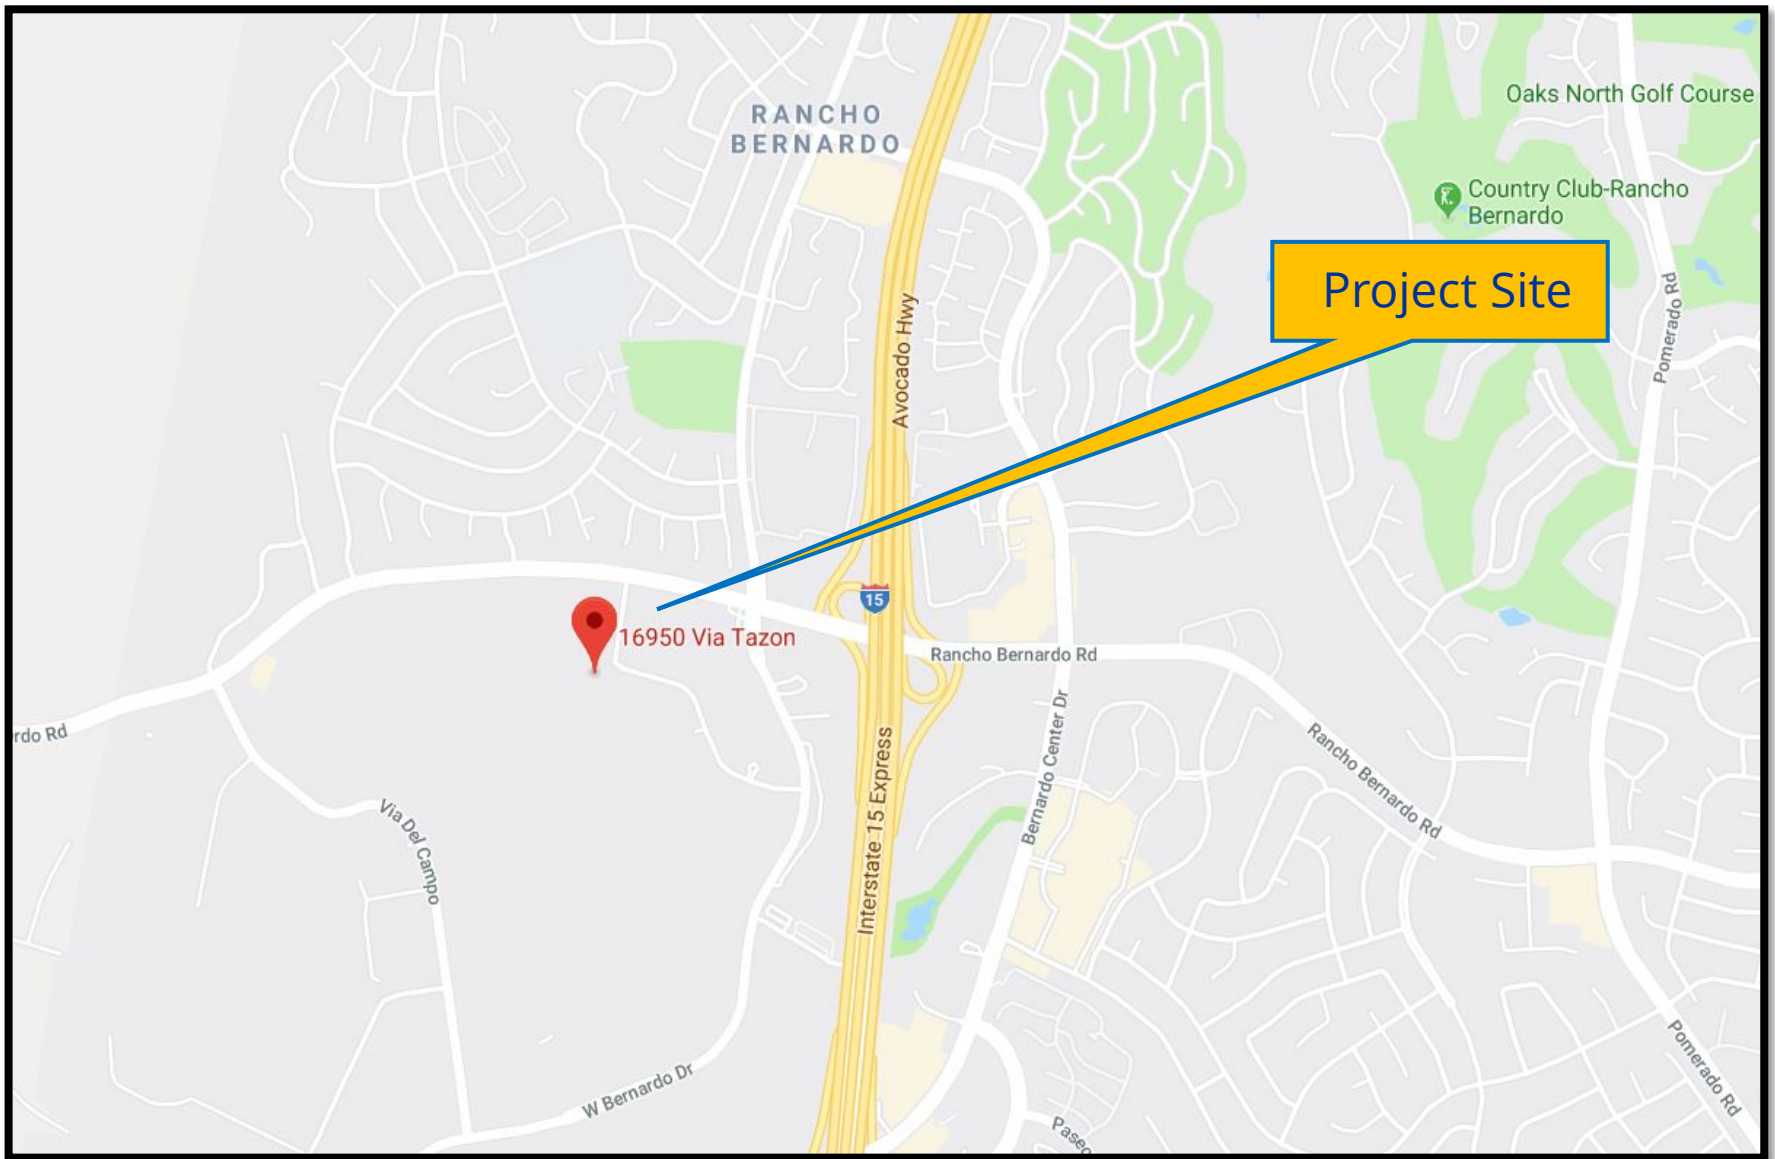 RANCHO
BERNARDO
Oaks North Golf Course
Country Club-Rancho
Bernardo
Project Site
Pomerado Rd
Avocado Hwy
15
16950 Via Tazon
Rancho Bernardo Rd
rdo Rd
Bernardo Center Dr
Rancho Bernardo Rd
Interstate 15 Express
Via Del Campo
W Bernardo Dr
Pomerado Rd
Paseo